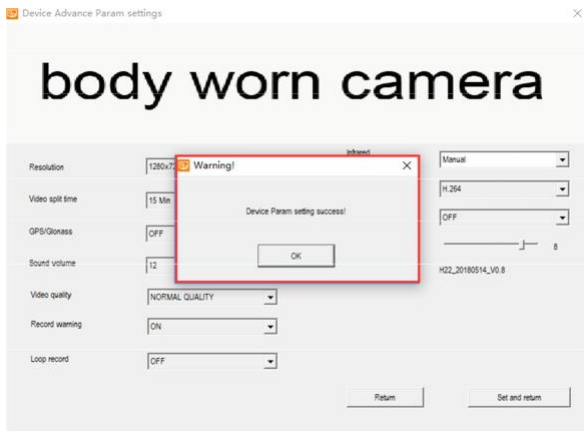 Device Advance Param settings
body worn camera
Warning!
Device Param setting success!
OK
Resolution
Video split time
15 Min
GPS/Glonass
OFF
Sound volume
12
Video quality
NORMAL QUALITY
Record warning
ON
Loop record
OFF
Infrared
Manual
H.264
OFF
8
H22_20180514_V0.8
Return
Set and return